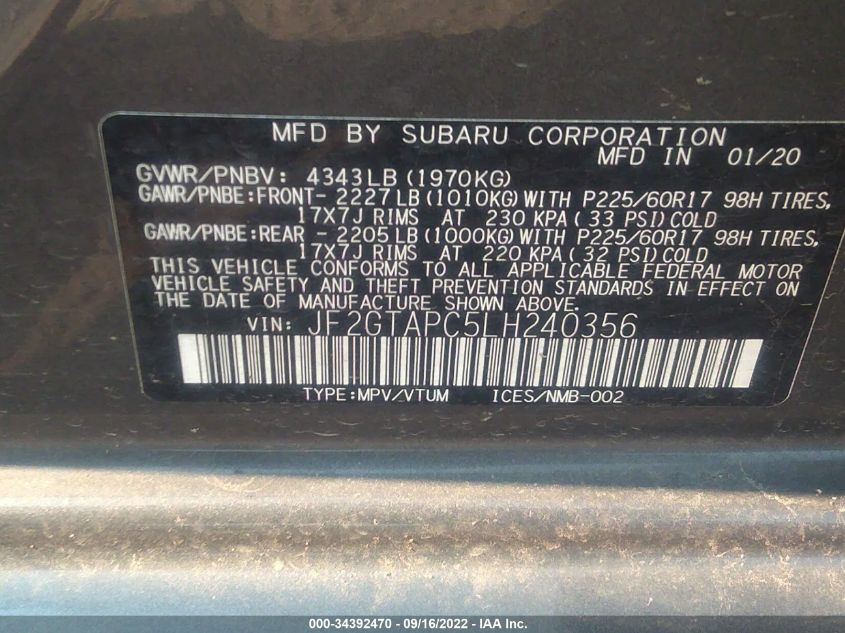 MFD BY SUBARU CORPORATION
MFD IN 01/20
GVWR/PNBV: 4343LB (1970KG)
GAWR/PNBE:FRONT- 2227LB (1010KG) WITH P225/60R17 98H TIRES,
17X7J RIMS AT 230 KPA ( 33 PSI) COLD
GAWR/PNBE:REAR - 2205LB (1000KG) WITH P225/60R17 98H TIRES,
17X7J RIMS AT 220 KPA ( 32 PSI) COLD
THIS VEHICLE CONFORMS TO ALL APPLICABLE FEDERAL MOTOR
VEHICLE SAFETY AND THEFT PREVENTION STANDARDS IN EFFECT ON
THE DATE OF MANUFACTURE SHOWN ABOVE.
VIN: JF2GTAPC5LH240356
TYPE:MPV/VTUM ICES/NMB-002
000-34392470 - 09/16/2022 - IAA Inc.